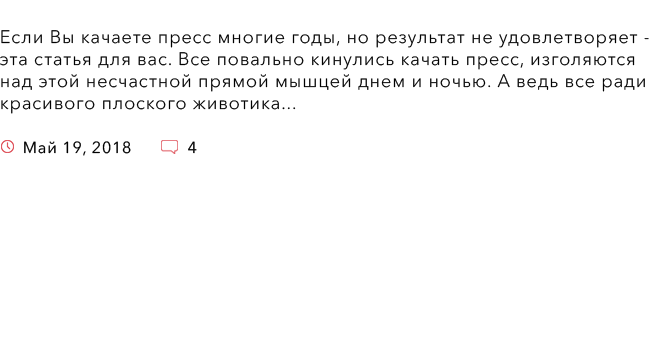 Если Вы качаете пресс многие годы, но результат не удовлетворяет -
эта статья для вас. Все повально кинулись качать пресс, изголяются
над этой несчастной прямой мышцей днем и ночью. А ведь все ради
красивого плоского животика...
Май 19, 2018 4